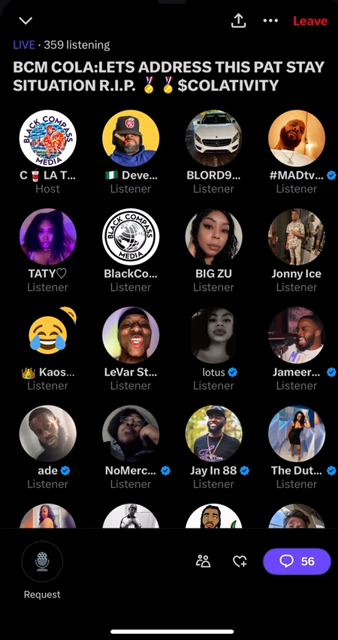 Leave
LIVE · 359 listening
BCM COLA:LETS ADDRESS THIS PAT STAY
SITUATION R.I.P. 🏅🏅$COLATIVITY
BLACK COMPASS
MEDIA
C🥤LA T... 🇳🇬 Deve... BLORD9... #MADtv...
Host Listener Listener Listener
BLACK COMPASS
MEDIA
TATY♡ BlackCo... BIG ZU Jonny Ice
Listener Listener Listener Listener
👑 Kaos... LeVar St... lotus Jameer...
Listener Listener Listener Listener
ade NoMerc... Jay In 88 The Dut...
Listener Listener Listener Listener
56
Request